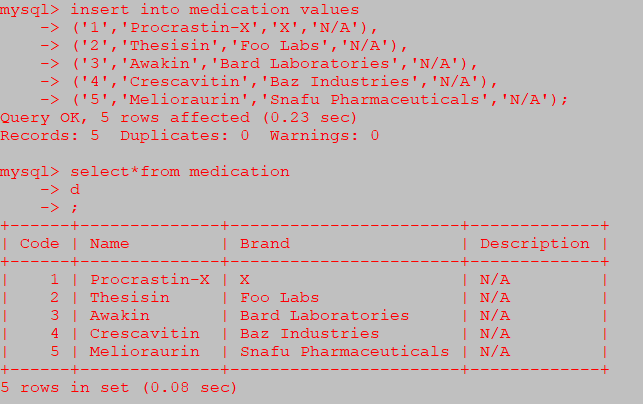 mysql> insert into medication values
    -> ('1','Procrastin-X','X','N/A'),
    -> ('2','Thesisin','Foo Labs','N/A'),
    -> ('3','Awakin','Bard Laboratories','N/A'),
    -> ('4','Crescavitin','Baz Industries','N/A'),
    -> ('5','Melioraurin','Snafu Pharmaceuticals','N/A');
Query OK, 5 rows affected (0.23 sec)
Records: 5  Duplicates: 0  Warnings: 0

mysql> select*from medication
    -> d
    -> ;
+------+--------------+-----------------------+-------------+
| Code | Name         | Brand                 | Description |
+------+--------------+-----------------------+-------------+
|    1 | Procrastin-X | X                     | N/A         |
|    2 | Thesisin     | Foo Labs              | N/A         |
|    3 | Awakin       | Bard Laboratories     | N/A         |
|    4 | Crescavitin  | Baz Industries        | N/A         |
|    5 | Melioraurin  | Snafu Pharmaceuticals | N/A         |
+------+--------------+-----------------------+-------------+
5 rows in set (0.08 sec)